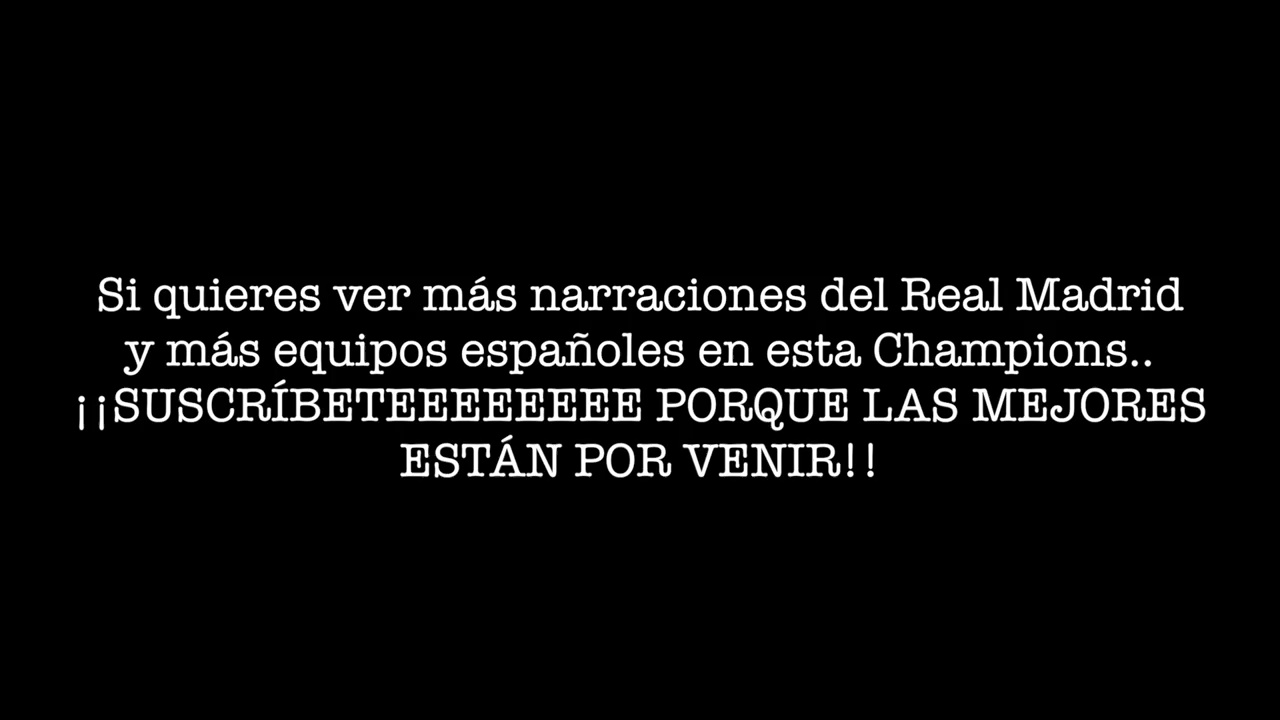 Si quieres ver más narraciones del Real Madrid
y más equipos españoles en esta Champions..
¡¡SUSCRÍBETEEEEEEEE PORQUE LAS MEJORES
ESTÁN POR VENIR!!